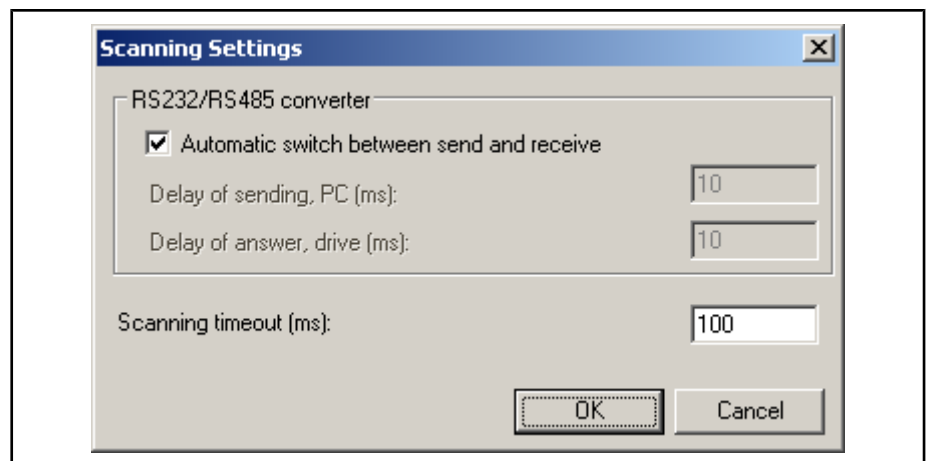 Scanning Settings
RS232/RS485 converter
Automatic switch between send and receive
Delay of sending, PC (ms): 10
Delay of answer, drive (ms): 10
Scanning timeout (ms): 100
OK Cancel